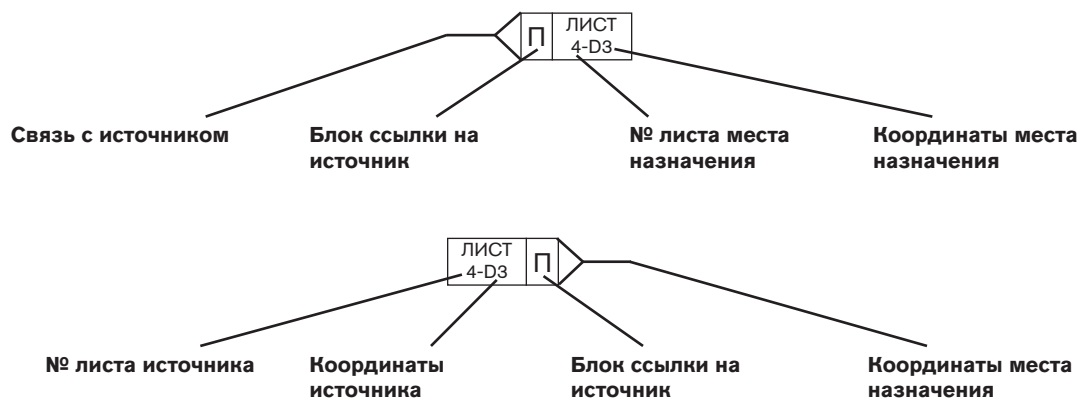 П
ЛИСТ
4-D3
Связь с источником
Блок ссылки на
источник
№ листа места
назначения
Координаты места
назначения
ЛИСТ
4-D3
П
№ листа источника
Координаты
источника
Блок ссылки на
источник
Координаты места
назначения